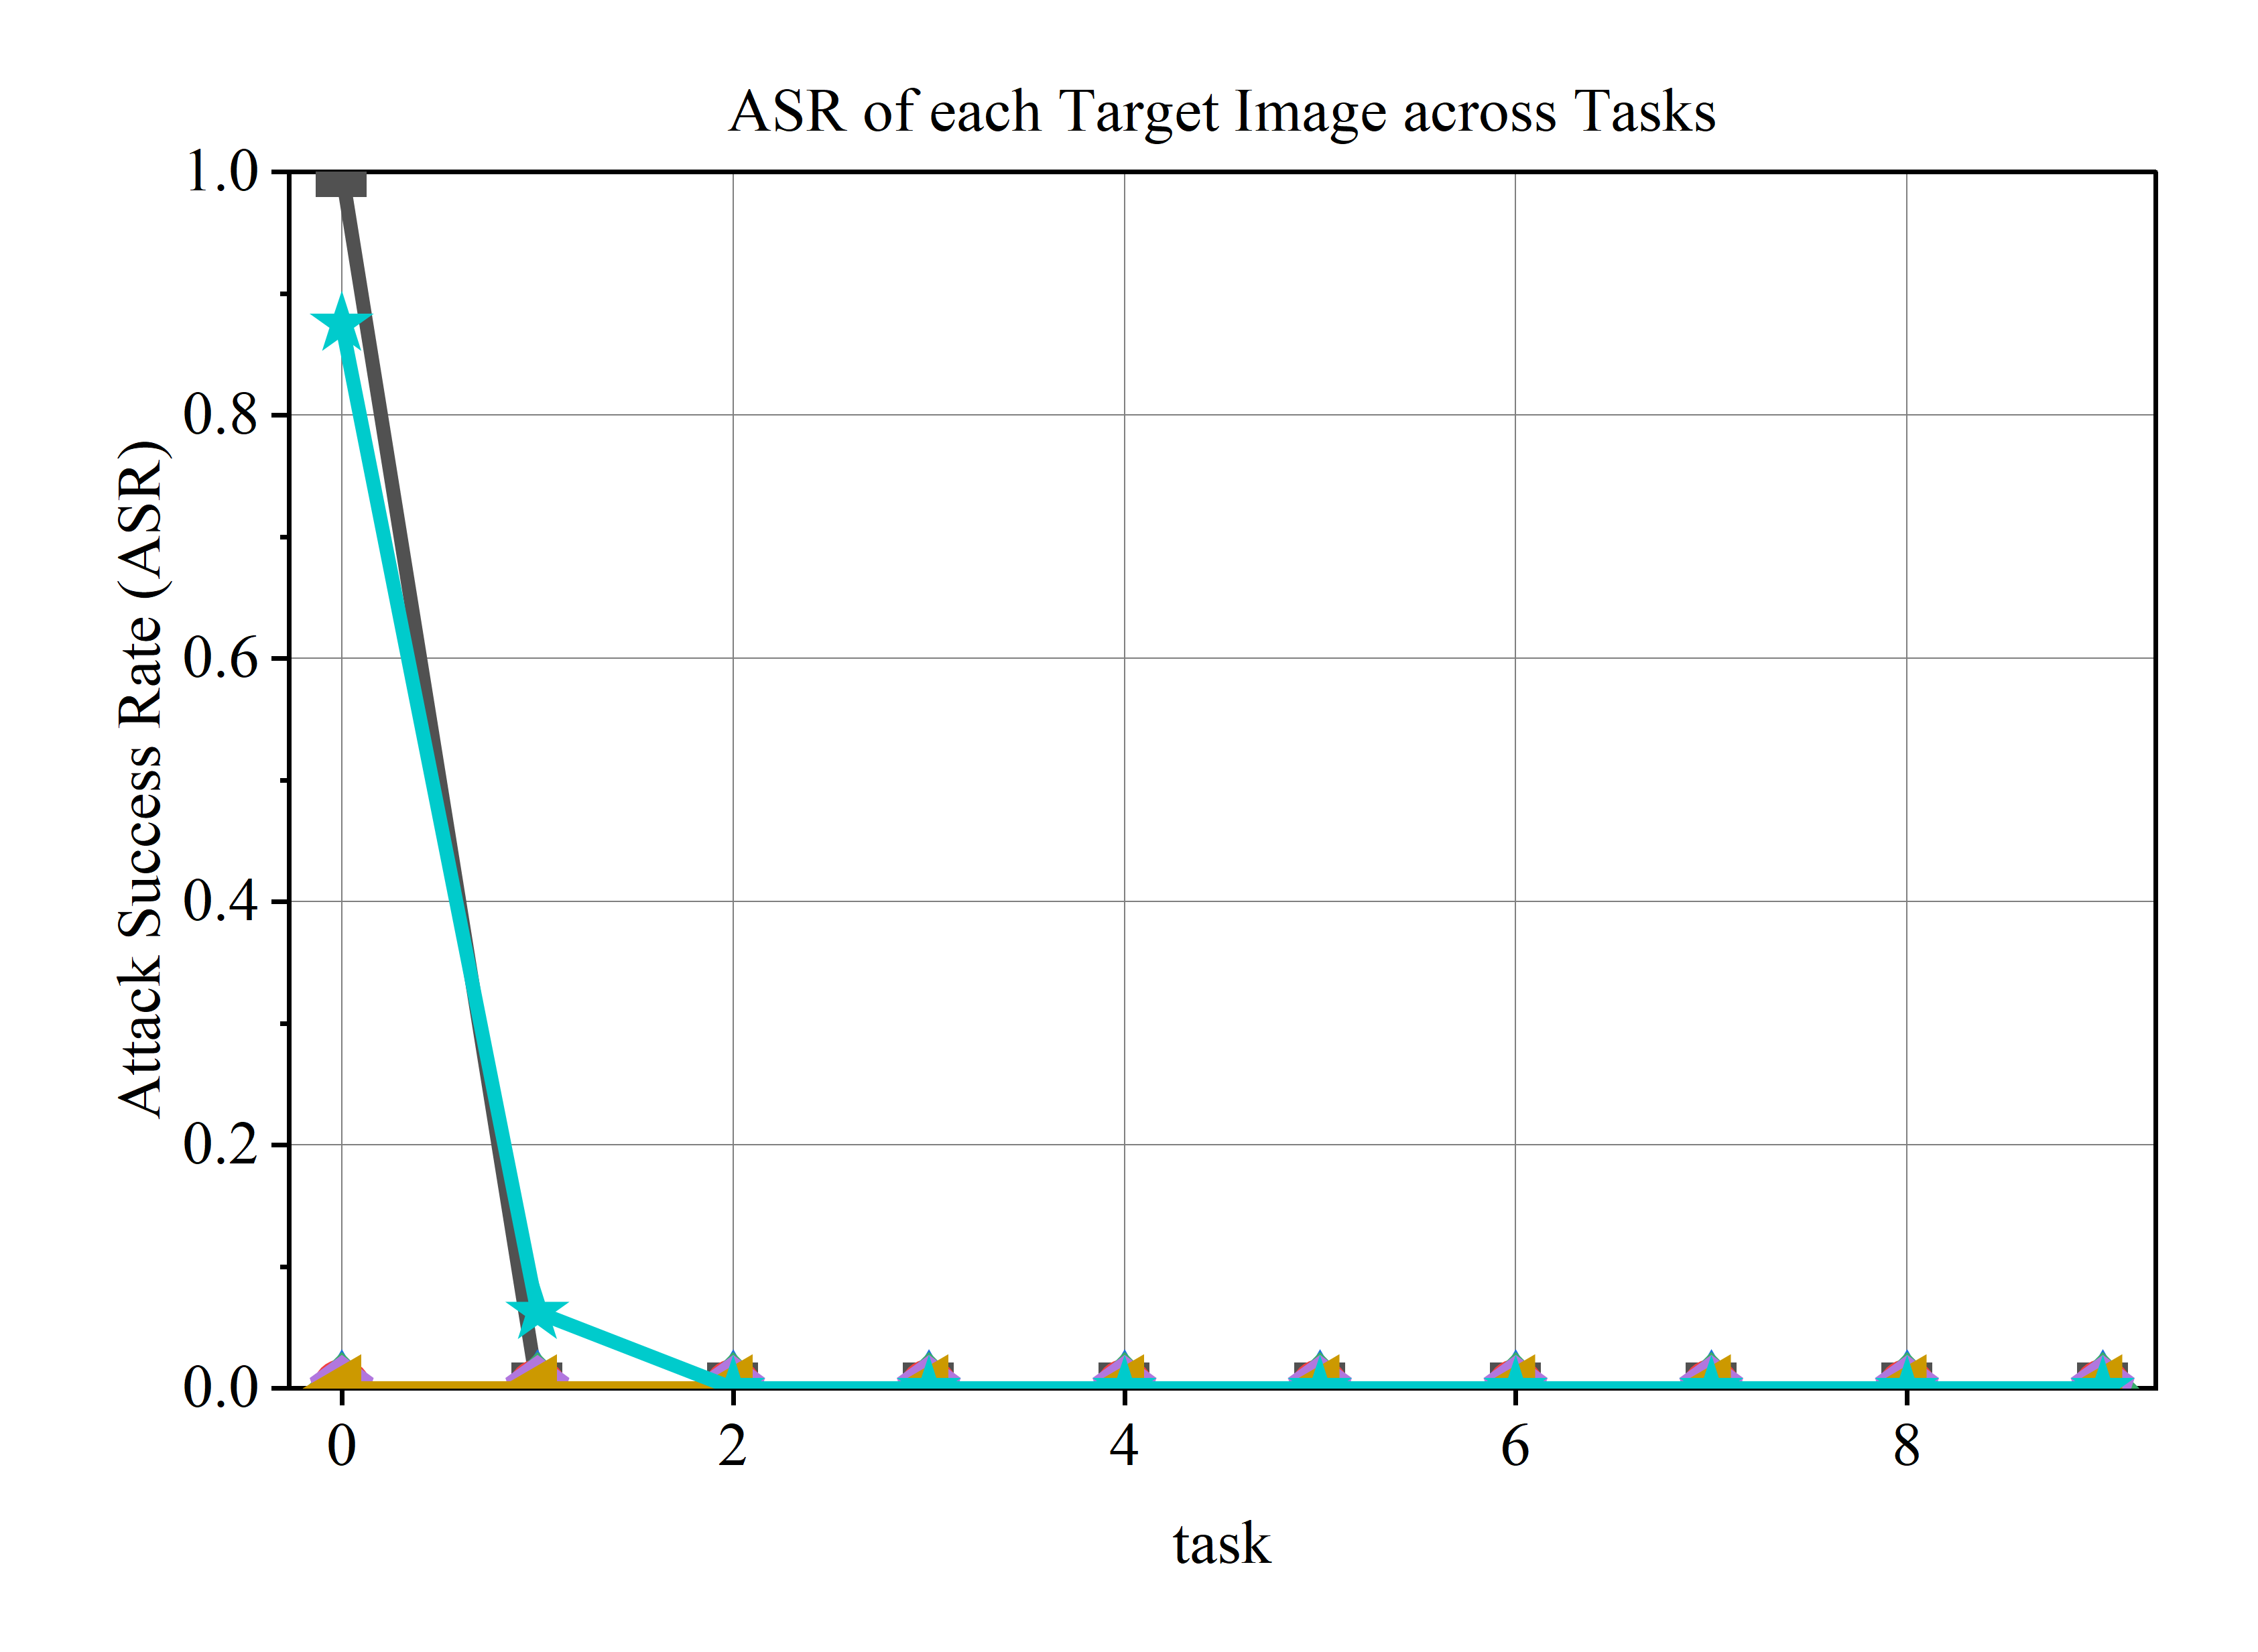 ASR of each Target Image across Tasks
Attack Success Rate (ASR)
1.0
0.8
0.6
0.4
0.2
0.0
0 2 4 6 8
task